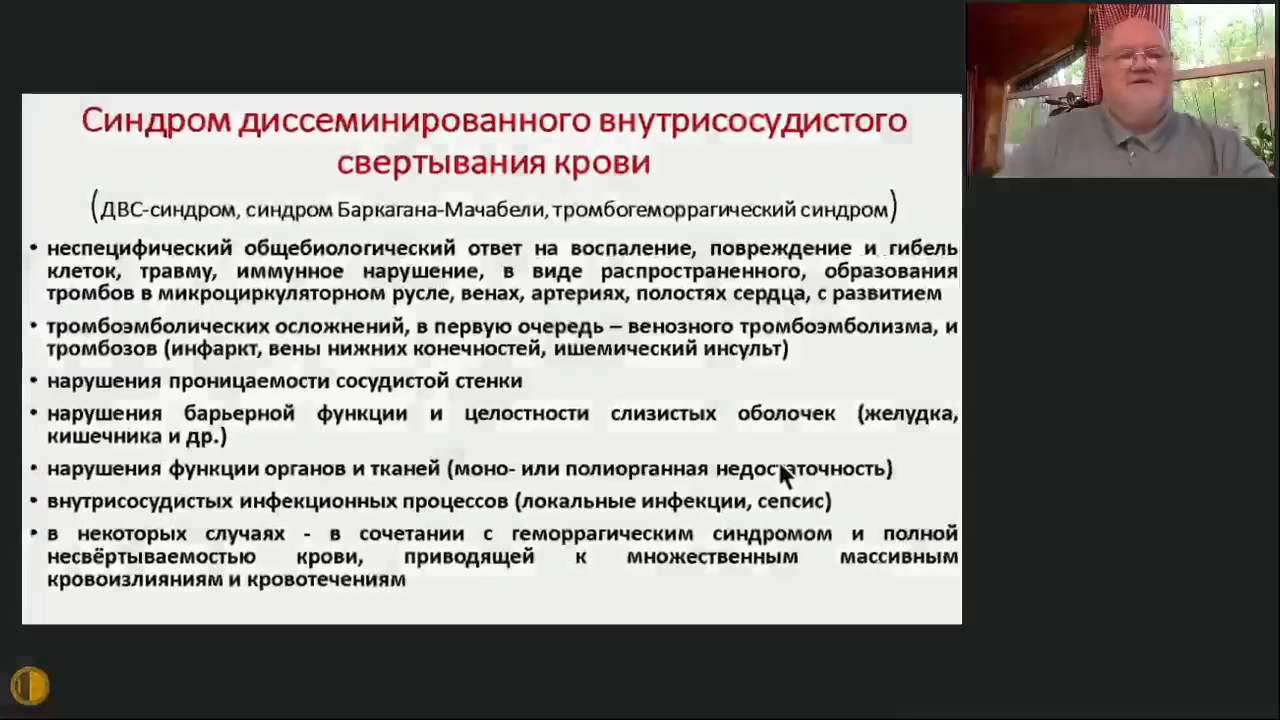 Синдром диссеминированного внутрисосудистого
свертывания крови
(ДВС-синдром, синдром Баркагана-Мачабели, тромбогеморрагический синдром)
• неспецифический общебиологический ответ на воспаление, повреждение и гибель
клеток, травму, иммунное нарушение, в виде распространенного, образования
тромбов в микроциркуляторном русле, венах, артериях, полостях сердца, с развитием
• тромбоэмболических осложнений, в первую очередь – венозного тромбоэмболизма, и
тромбозов (инфаркт, вены нижних конечностей, ишемический инсульт)
• нарушения проницаемости сосудистой стенки
• нарушения барьерной функции и целостности слизистых оболочек (желудка,
кишечника и др.)
• нарушения функции органов и тканей (моно- или полиорганная недостаточность)
• внутрисосудистых инфекционных процессов (локальные инфекции, сепсис)
• в некоторых случаях - в сочетании с геморрагическим синдромом и полной
несвёртываемостью крови, приводящей к множественным массивным
кровоизлияниям и кровотечениям